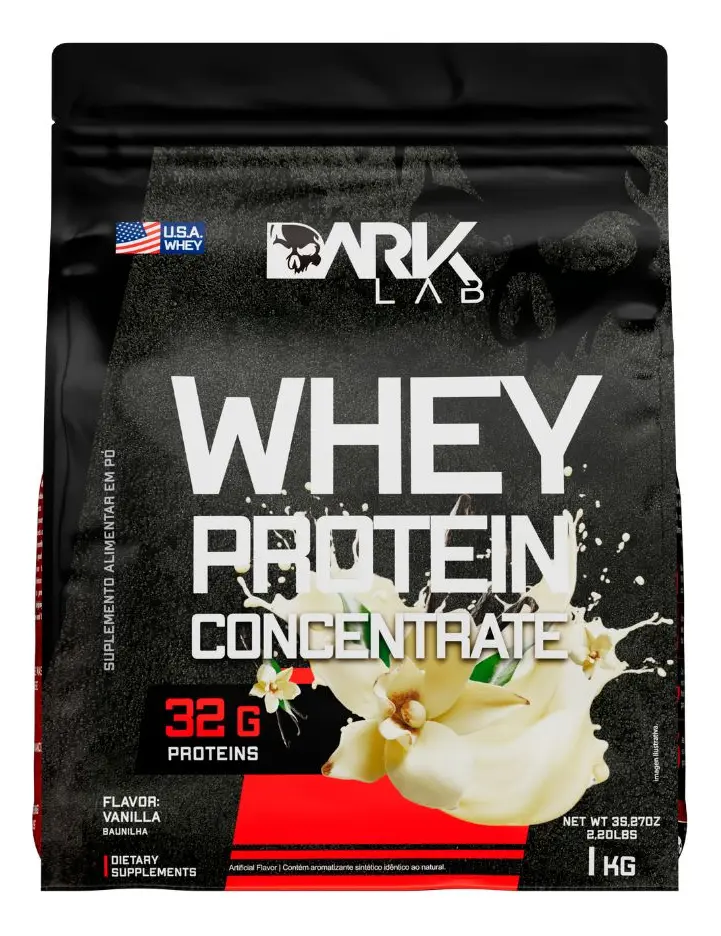 U.S.A.
WHEY
DARK
LAB
WHEY
PROTEIN
CONCENTRATE
SUPLEMENTO ALIMENTAR EM PÓ
32 G
PROTEINS
imagem ilustrativa.
FLAVOR:
VANILLA
BAUNILHA
NET WT 35,27OZ
2,20LBS
1 KG
DIETARY
SUPPLEMENTS
Artificial Flavor | Contém aromatizante sintético idêntico ao natural.